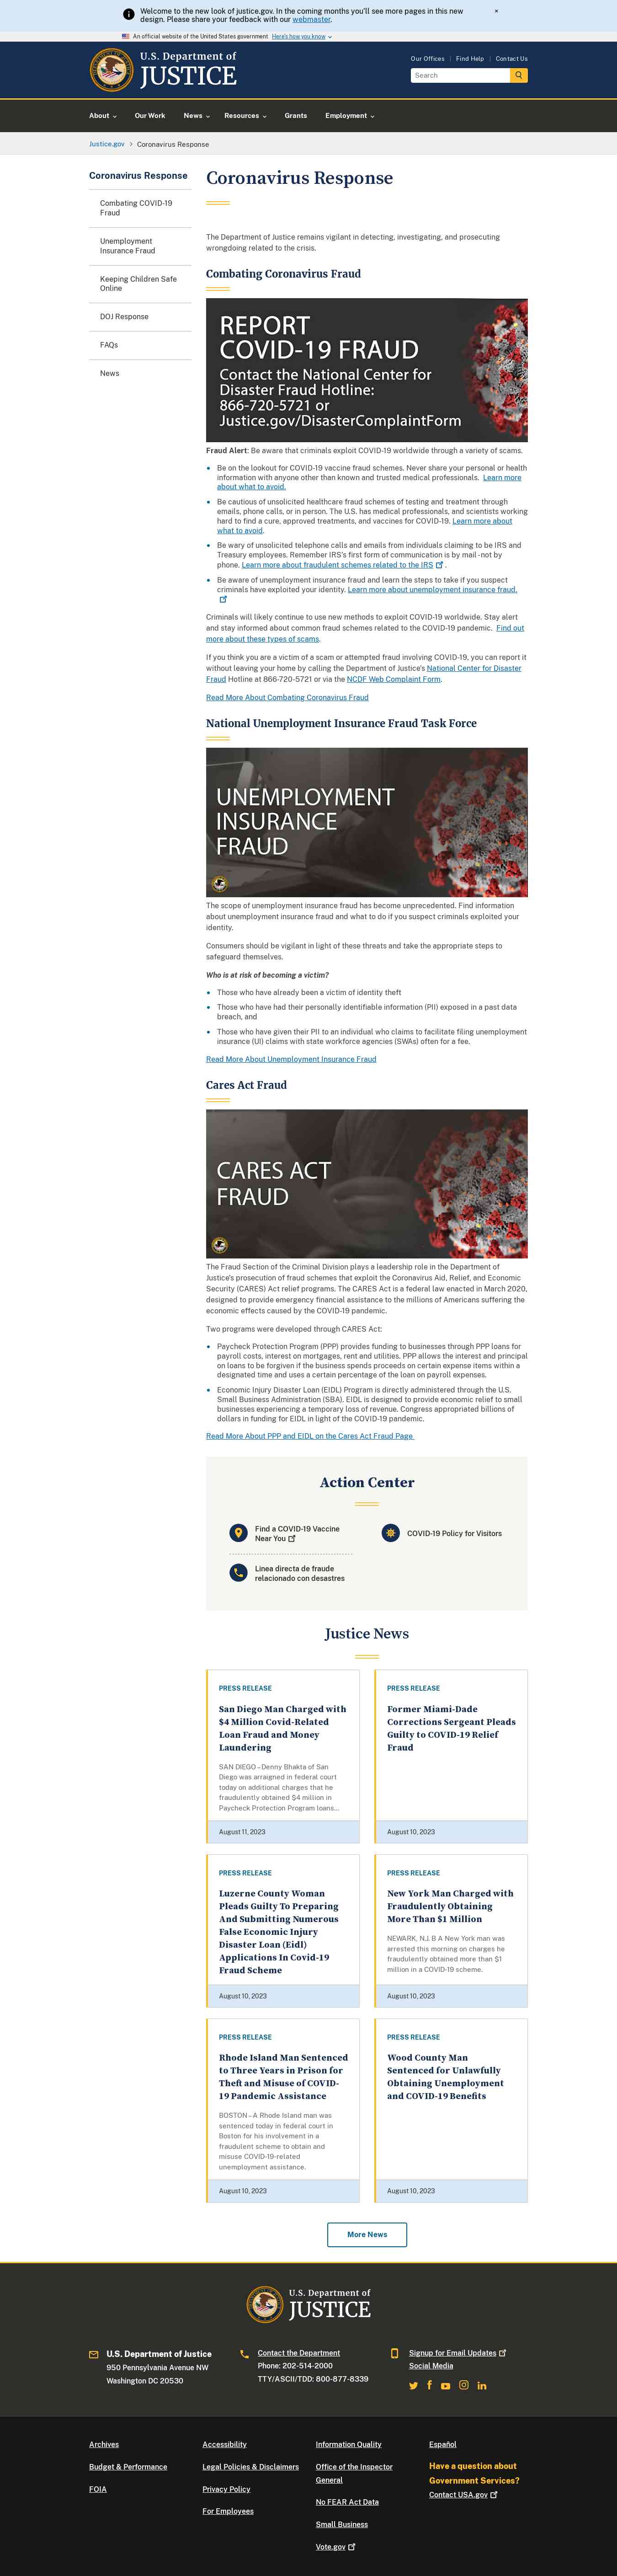 Welcome to the new look of justice.gov. In the coming months you'll see more pages in this new
design. Please share your feedback with our webmaster.
×
An official website of the United States government Here's how you know
U.S. Department of
JUSTICE
Our Offices | Find Help | Contact Us
Search
About
Our Work
News
Resources
Grants
Employment
Justice.gov > Coronavirus Response
Coronavirus Response
Combating COVID-19
Fraud
Unemployment
Insurance Fraud
Keeping Children Safe
Online
DOJ Response
FAQs
News
Coronavirus Response
The Department of Justice remains vigilant in detecting, investigating, and prosecuting
wrongdoing related to the crisis.
Combating Coronavirus Fraud
REPORT
COVID-19 FRAUD
Contact the National Center for
Disaster Fraud Hotline:
866-720-5721 or
Justice.gov/DisasterComplaintForm
Fraud Alert: Be aware that criminals exploit COVID-19 worldwide through a variety of scams.
Be on the lookout for COVID-19 vaccine fraud schemes. Never share your personal or health
information with anyone other than known and trusted medical professionals. Learn more
about what to avoid.
Be cautious of unsolicited healthcare fraud schemes of testing and treatment through
emails, phone calls, or in person. The U.S. has medical professionals, and scientists working
hard to find a cure, approved treatments, and vaccines for COVID-19. Learn more about
what to avoid.
Be wary of unsolicited telephone calls and emails from individuals claiming to be IRS and
Treasury employees. Remember IRS's first form of communication is by mail - not by
phone. Learn more about fraudulent schemes related to the IRS .
Be aware of unemployment insurance fraud and learn the steps to take if you suspect
criminals have exploited your identity. Learn more about unemployment insurance fraud.
Criminals will likely continue to use new methods to exploit COVID-19 worldwide. Stay alert
and stay informed about common fraud schemes related to the COVID-19 pandemic. Find out
more about these types of scams.
If you think you are a victim of a scam or attempted fraud involving COVID-19, you can report it
without leaving your home by calling the Department of Justice's National Center for Disaster
Fraud Hotline at 866-720-5721 or via the NCDF Web Complaint Form.
Read More About Combating Coronavirus Fraud
National Unemployment Insurance Fraud Task Force
UNEMPLOYMENT
INSURANCE
FRAUD
The scope of unemployment insurance fraud has become unprecedented. Find information
about unemployment insurance fraud and what to do if you suspect criminals exploited your
identity.
Consumers should be vigilant in light of these threats and take the appropriate steps to
safeguard themselves.
Who is at risk of becoming a victim?
Those who have already been a victim of identity theft
Those who have had their personally identifiable information (PII) exposed in a past data
breach, and
Those who have given their PII to an individual who claims to facilitate filing unemployment
insurance (UI) claims with state workforce agencies (SWAs) often for a fee.
Read More About Unemployment Insurance Fraud
Cares Act Fraud
CARES ACT
FRAUD
The Fraud Section of the Criminal Division plays a leadership role in the Department of
Justice's prosecution of fraud schemes that exploit the Coronavirus Aid, Relief, and Economic
Security (CARES) Act relief programs. The CARES Act is a federal law enacted in March 2020,
designed to provide emergency financial assistance to the millions of Americans suffering the
economic effects caused by the COVID-19 pandemic.
Two programs were developed through CARES Act:
Paycheck Protection Program (PPP) provides funding to businesses through PPP loans for
payroll costs, interest on mortgages, rent and utilities. PPP allows the interest and principal
on loans to be forgiven if the business spends proceeds on certain expense items within a
designated time and uses a certain percentage of the loan on payroll expenses.
Economic Injury Disaster Loan (EIDL) Program is directly administered through the U.S.
Small Business Administration (SBA). EIDL is designed to provide economic relief to small
businesses experiencing a temporary loss of revenue. Congress appropriated billions of
dollars in funding for EIDL in light of the COVID-19 pandemic.
Read More About PPP and EIDL on the Cares Act Fraud Page
Action Center
Find a COVID-19 Vaccine
Near You
COVID-19 Policy for Visitors
Linea directa de fraude
relacionado con desastres
Justice News
PRESS RELEASE
San Diego Man Charged with
$4 Million Covid-Related
Loan Fraud and Money
Laundering
SAN DIEGO – Denny Bhakta of San
Diego was arraigned in federal court
today on additional charges that he
fraudulently obtained $4 million in
Paycheck Protection Program loans...
August 11, 2023
PRESS RELEASE
Former Miami-Dade
Corrections Sergeant Pleads
Guilty to COVID-19 Relief
Fraud
August 10, 2023
PRESS RELEASE
Luzerne County Woman
Pleads Guilty To Preparing
And Submitting Numerous
False Economic Injury
Disaster Loan (Eidl)
Applications In Covid-19
Fraud Scheme
August 10, 2023
PRESS RELEASE
New York Man Charged with
Fraudulently Obtaining
More Than $1 Million
NEWARK, N.J. B A New York man was
arrested this morning on charges he
fraudulently obtained more than $1
million in a COVID-19 scheme.
August 10, 2023
PRESS RELEASE
Rhode Island Man Sentenced
to Three Years in Prison for
Theft and Misuse of COVID-
19 Pandemic Assistance
BOSTON – A Rhode Island man was
sentenced today in federal court in
Boston for his involvement in a
fraudulent scheme to obtain and
misuse COVID-19-related
unemployment assistance.
August 10, 2023
PRESS RELEASE
Wood County Man
Sentenced for Unlawfully
Obtaining Unemployment
and COVID-19 Benefits
August 10, 2023
More News
U.S. Department of
JUSTICE
U.S. Department of Justice
950 Pennsylvania Avenue NW
Washington DC 20530
Contact the Department
Phone: 202-514-2000
TTY/ASCII/TDD: 800-877-8339
Signup for Email Updates
Social Media
Archives
Budget & Performance
FOIA
Accessibility
Legal Policies & Disclaimers
Privacy Policy
For Employees
Information Quality
Office of the Inspector
General
No FEAR Act Data
Small Business
Vote.gov
Español
Have a question about
Government Services?
Contact USA.gov